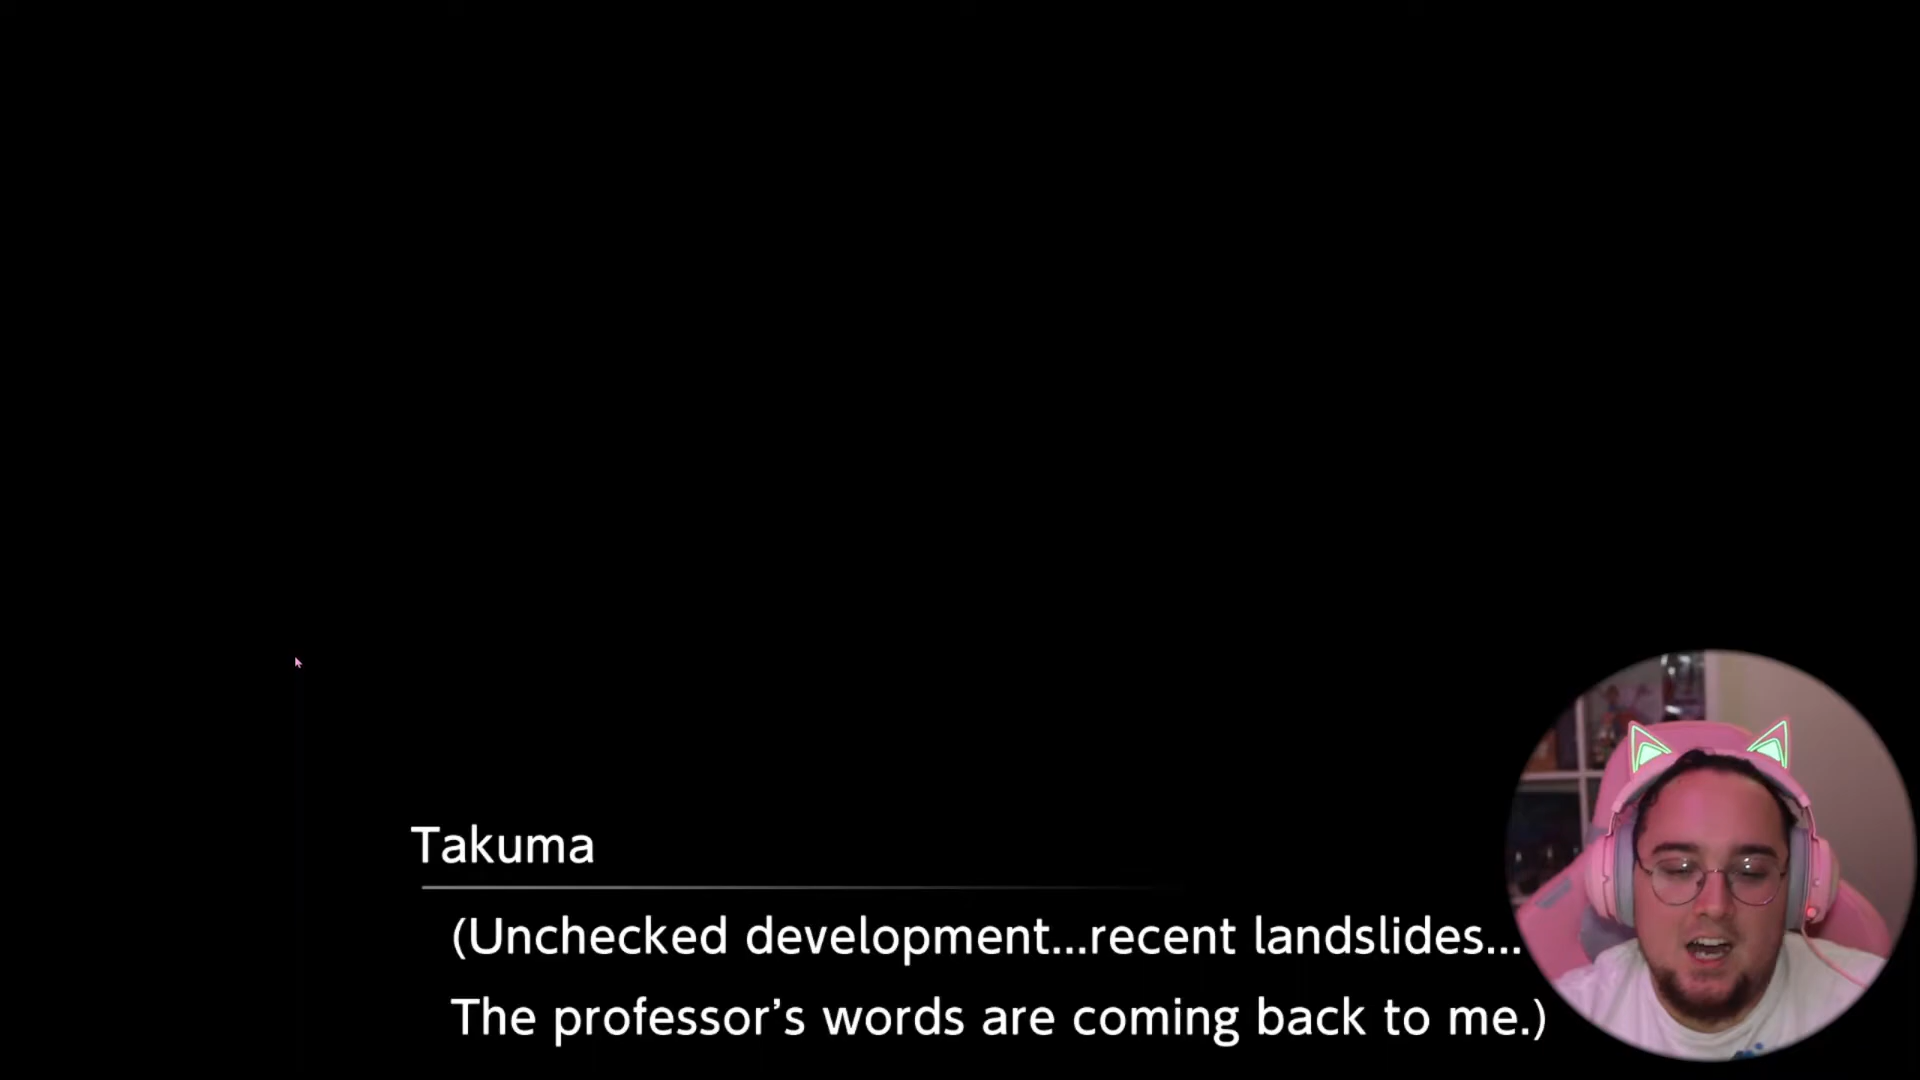 Takuma
(Unchecked development...recent landslides...
The professor’s words are coming back to me.)